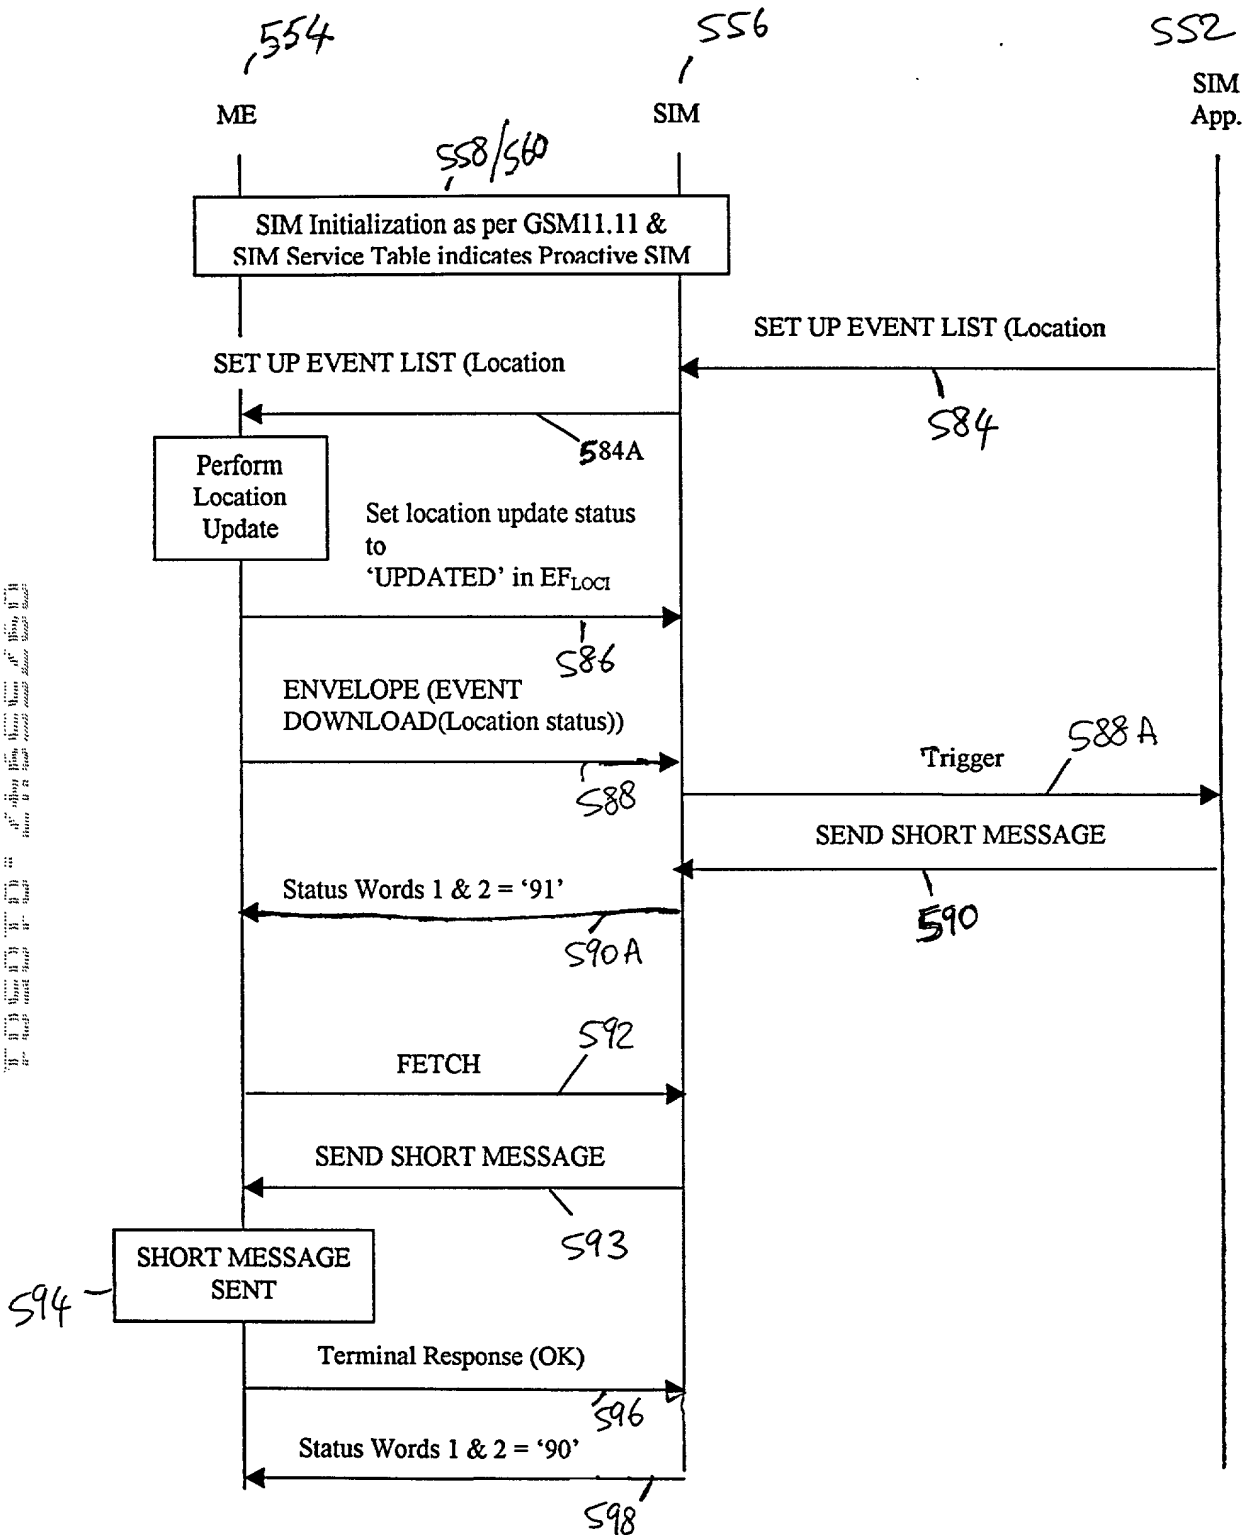 554
556
552
ME
SIM
SIM
App.
558/560
SIM Initialization as per GSM11.11 &
SIM Service Table indicates Proactive SIM
SET UP EVENT LIST (Location
SET UP EVENT LIST (Location
584
584A
Perform
Location
Update
Set location update status
to
‘UPDATED’ in EFLOCI
586
ENVELOPE (EVENT
DOWNLOAD(Location status))
588
Trigger
588A
SEND SHORT MESSAGE
590
Status Words 1 & 2 = ‘91’
590A
592
FETCH
SEND SHORT MESSAGE
593
SHORT MESSAGE
SENT
594
Terminal Response (OK)
596
Status Words 1 & 2 = ‘90’
598